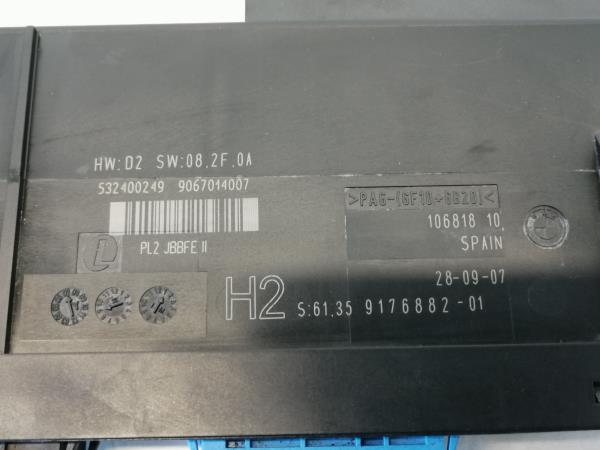 HW:D2 SW:08.2F.0A
532400249 9067014007
PL2 JBBFE II
>PA6-(GF10+GB20)<
106818 10
SPAIN
28-09-07
H2 S:61.35 9176882-01